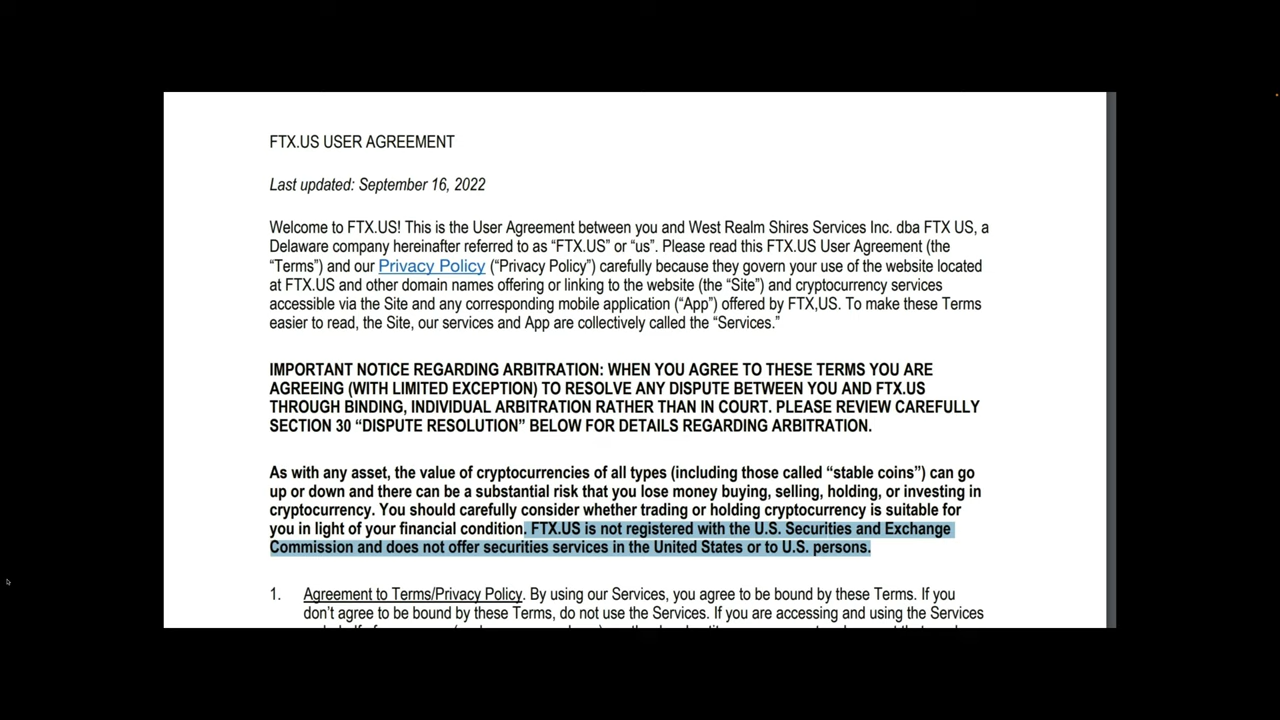 FTX.US USER AGREEMENT
Last updated: September 16, 2022
Welcome to FTX.US! This is the User Agreement between you and West Realm Shires Services Inc. dba FTX US, a
Delaware company hereinafter referred to as “FTX.US” or “us”. Please read this FTX.US User Agreement (the
“Terms”) and our Privacy Policy (“Privacy Policy”) carefully because they govern your use of the website located
at FTX.US and other domain names offering or linking to the website (the “Site”) and cryptocurrency services
accessible via the Site and any corresponding mobile application (“App”) offered by FTX,US. To make these Terms
easier to read, the Site, our services and App are collectively called the “Services.”
IMPORTANT NOTICE REGARDING ARBITRATION: WHEN YOU AGREE TO THESE TERMS YOU ARE
AGREEING (WITH LIMITED EXCEPTION) TO RESOLVE ANY DISPUTE BETWEEN YOU AND FTX.US
THROUGH BINDING, INDIVIDUAL ARBITRATION RATHER THAN IN COURT. PLEASE REVIEW CAREFULLY
SECTION 30 “DISPUTE RESOLUTION” BELOW FOR DETAILS REGARDING ARBITRATION.
As with any asset, the value of cryptocurrencies of all types (including those called “stable coins”) can go
up or down and there can be a substantial risk that you lose money buying, selling, holding, or investing in
cryptocurrency. You should carefully consider whether trading or holding cryptocurrency is suitable for
you in light of your financial condition. FTX.US is not registered with the U.S. Securities and Exchange
Commission and does not offer securities services in the United States or to U.S. persons.
1. Agreement to Terms/Privacy Policy. By using our Services, you agree to be bound by these Terms. If you
don’t agree to be bound by these Terms, do not use the Services. If you are accessing and using the Services